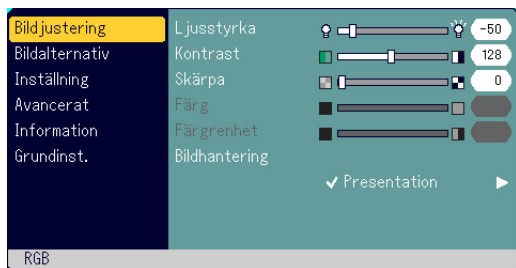 Bildjustering
Bildalternativ
Inställning
Avancerat
Information
Grundinst.
Ljusstyrka -50
Kontrast 128
Skärpa 0
Färg
Färgrenhet
Bildhantering
Presentation
RGB